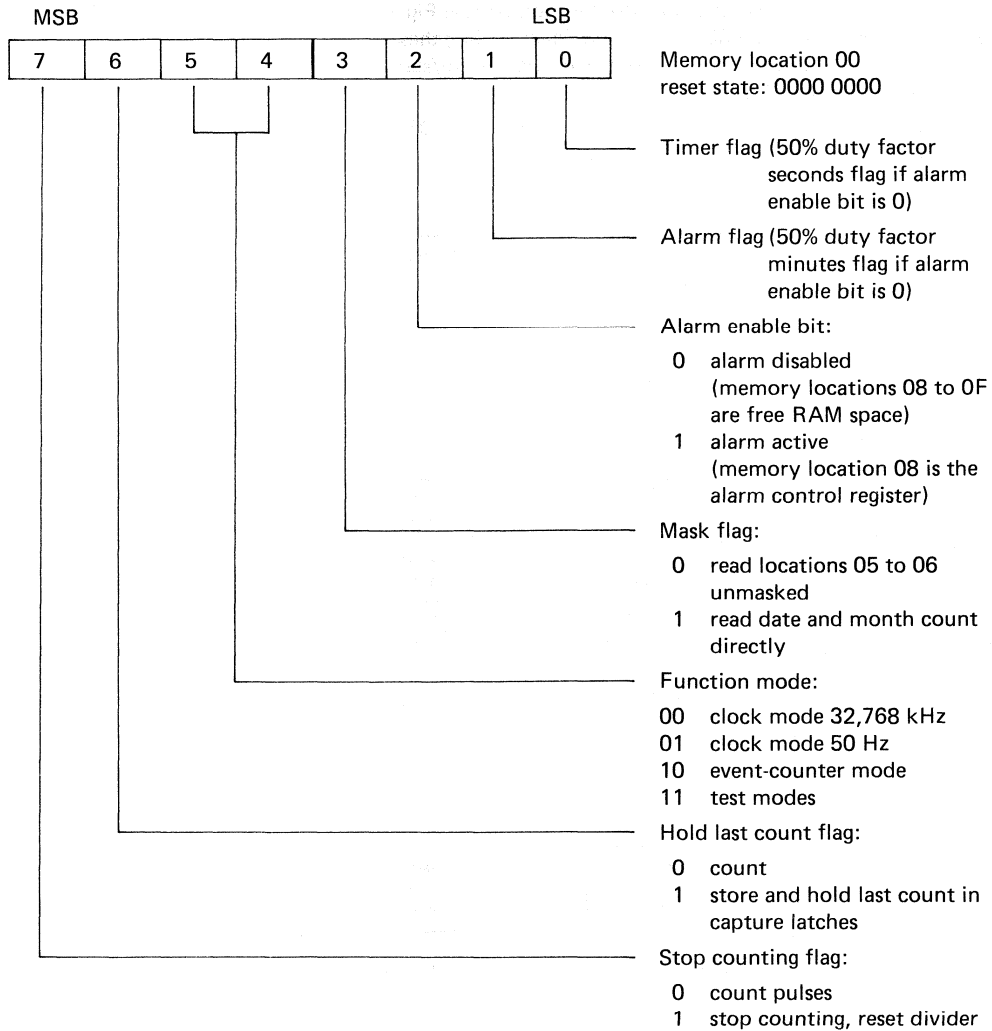 MSB LSB
7 6 5 4 3 2 1 0
Memory location 00
reset state: 0000 0000
Timer flag (50% duty factor
seconds flag if alarm
enable bit is 0)
Alarm flag (50% duty factor
minutes flag if alarm
enable bit is 0)
Alarm enable bit:
0 alarm disabled
(memory locations 08 to 0F
are free RAM space)
1 alarm active
(memory location 08 is the
alarm control register)
Mask flag:
0 read locations 05 to 06
unmasked
1 read date and month count
directly
Function mode:
00 clock mode 32,768 kHz
01 clock mode 50 Hz
10 event-counter mode
11 test modes
Hold last count flag:
0 count
1 store and hold last count in
capture latches
Stop counting flag:
0 count pulses
1 stop counting, reset divider